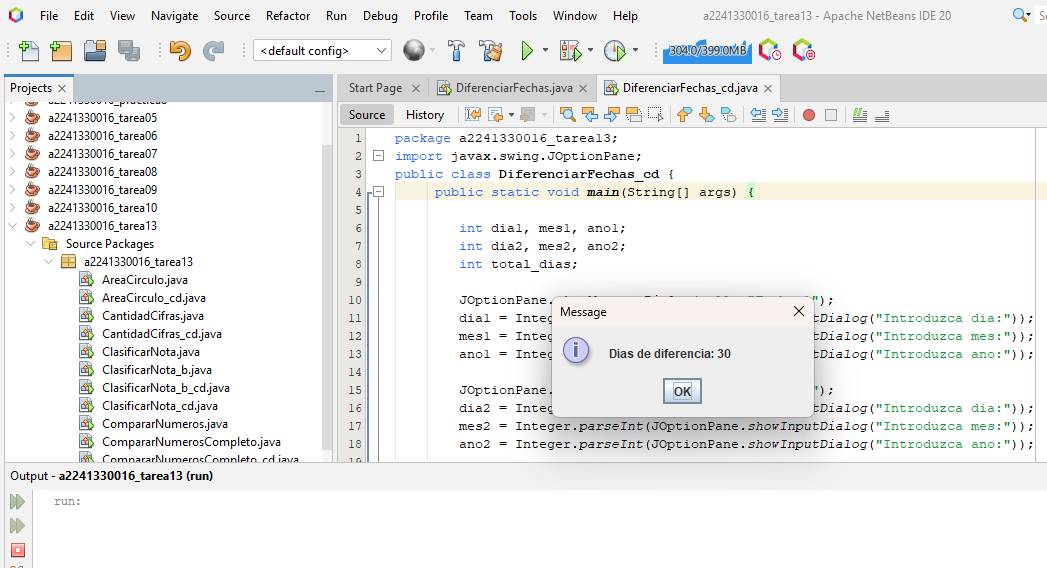 File Edit View Navigate Source Refactor Run Debug Profile Team Tools Window Help a2241330016_tarea13 - Apache NetBeans IDE 20
<default config> 304.0/399.0MB
Projects
Start Page DiferenciarFechas.java DiferenciarFechas_cd.java
Source History
a2241330016_tarea05
a2241330016_tarea06
a2241330016_tarea07
a2241330016_tarea08
a2241330016_tarea09
a2241330016_tarea10
a2241330016_tarea13
Source Packages
a2241330016_tarea13
AreaCirculo.java
AreaCirculo_cd.java
CantidadCifras.java
CantidadCifras_cd.java
ClasificarNota.java
ClasificarNota_b.java
ClasificarNota_b_cd.java
ClasificarNota_cd.java
CompararNumeros.java
CompararNumerosCompleto.java
CompararNumerosCompleto_cd.java
1 package a2241330016_tarea13;
2 import javax.swing.JOptionPane;
3 public class DiferenciarFechas_cd {
4 public static void main(String[] args) {
5
6 int dia1, mes1, ano1;
7 int dia2, mes2, ano2;
8 int total_dias;
9
10 JOptionPane. ");
11 dia1 = Integ tDialog("Introduzca dia:"));
12 mes1 = Integ tDialog("Introduzca mes:"));
13 ano1 = Integ tDialog("Introduzca ano:"));
14
15 JOptionPane. ");
16 dia2 = Integ tDialog("Introduzca dia:"));
17 mes2 = Integer.parseInt(JOptionPane.showInputDialog("Introduzca mes:"));
18 ano2 = Integer.parseInt(JOptionPane.showInputDialog("Introduzca ano:"));
Message
Dias de diferencia: 30
OK
Output - a2241330016_tarea13 (run)
run: